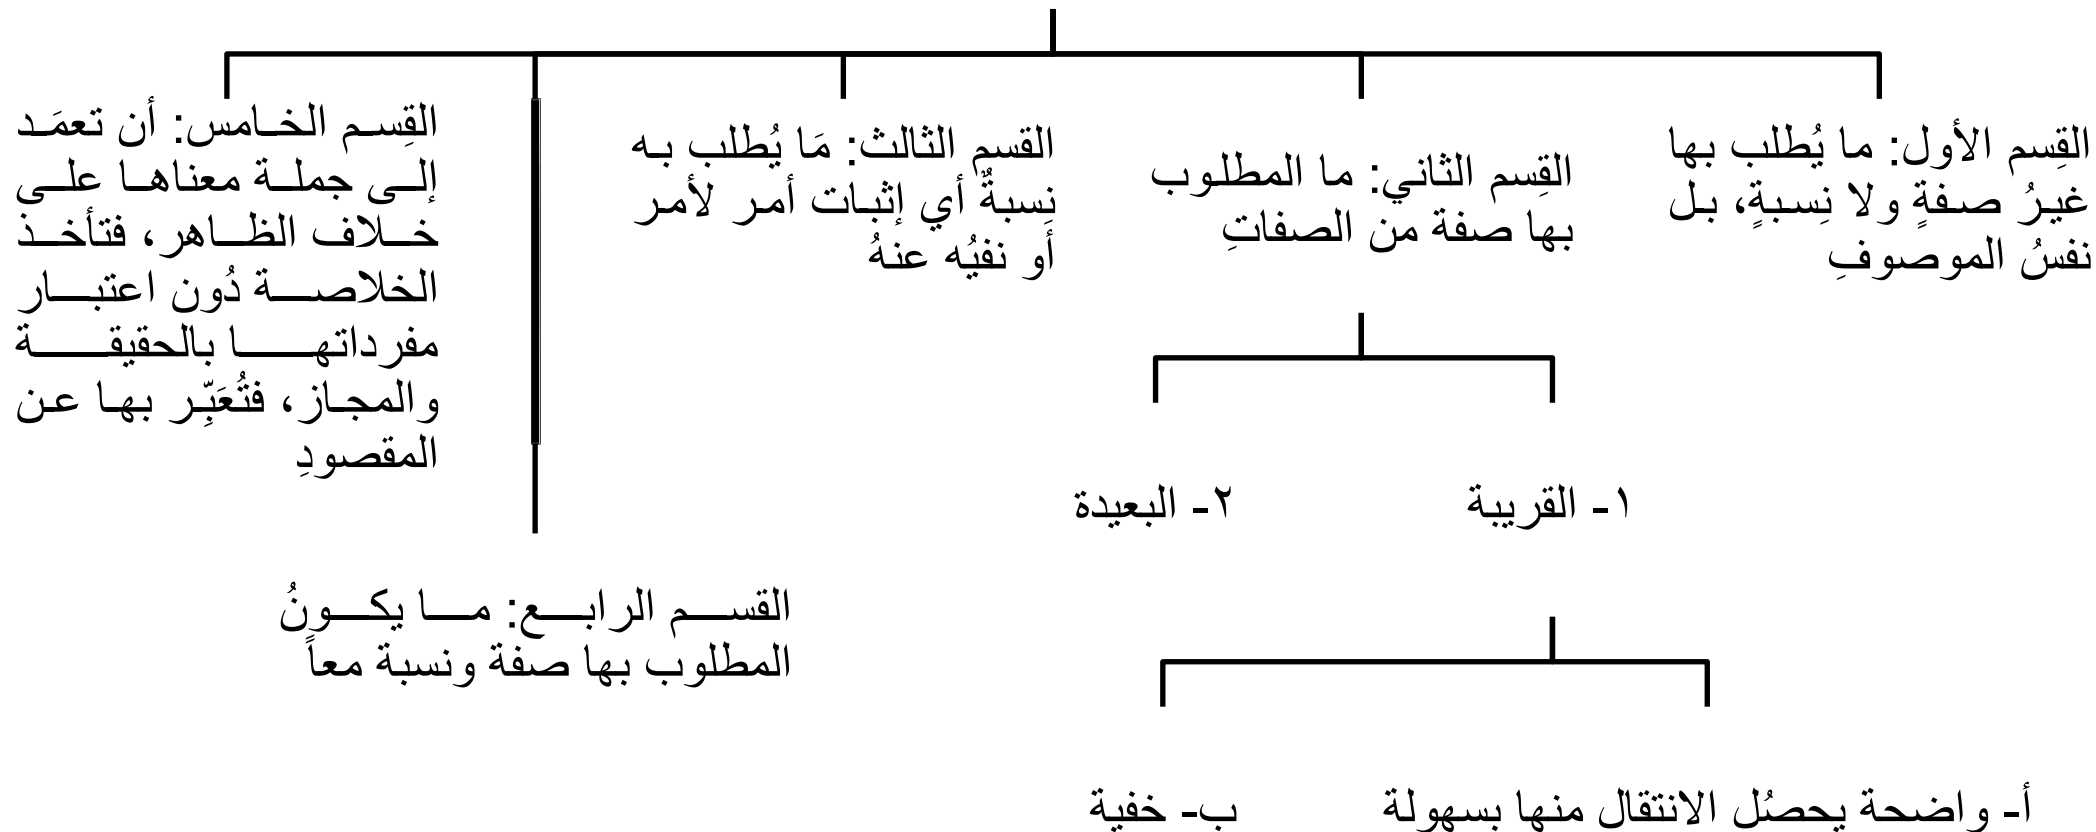 القِسم الأول: ما يُطلب بها
غيرُ صفةٍ ولا نِسبةٍ، بل
نفسُ الموصوفِ
القِسم الثاني: ما المطلوب
بها صفة من الصفاتِ
القسم الثالث: مَا يُطلب به
نِسبةٌ أي إثبات أمر لأمر
أو نفيُه عنهُ
القِسم الخامس: أن تعمَد
إلى جملة معناها على
خلاف الظاهر، فتأخذ
الخلاصة دُون اعتبار
مفرداتها بالحقيقة
والمجاز، فتُعَبِّر بها عن
المقصودِ
١- القريبة
٢- البعيدة
القسم الرابع: ما يكونُ
المطلوب بها صفة ونسبة معاً
أ- واضحة يحصُل الانتقال منها بسهولة
ب- خفية